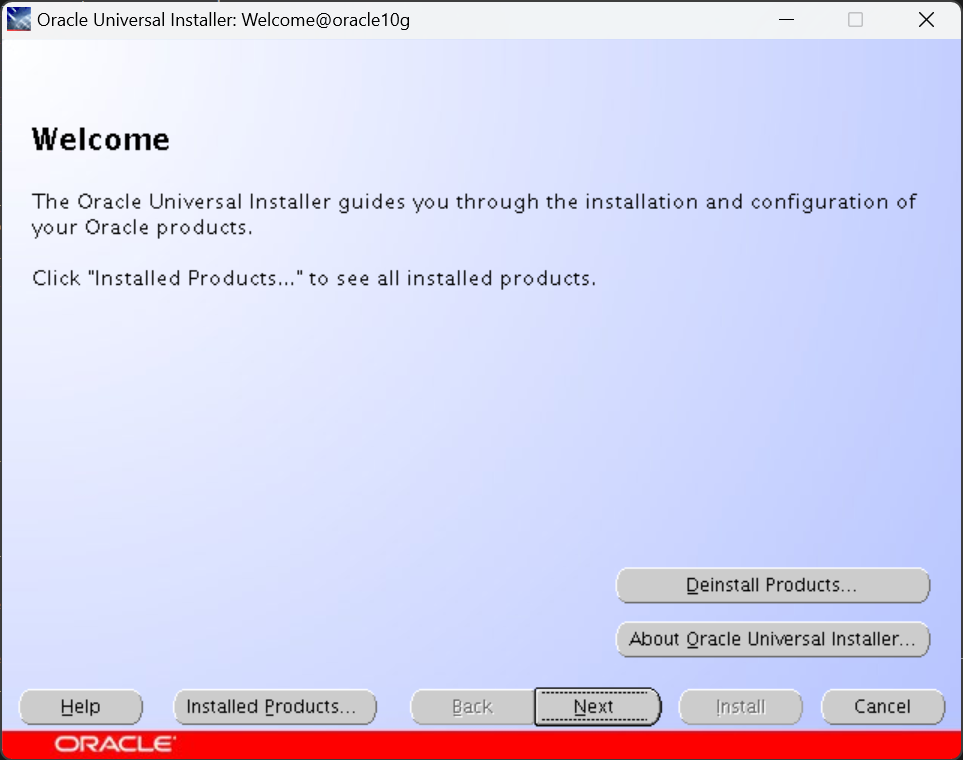 Oracle Universal Installer: Welcome@oracle10g
Welcome
The Oracle Universal Installer guides you through the installation and configuration of
your Oracle products.
Click "Installed Products..." to see all installed products.
Deinstall Products...
About Oracle Universal Installer...
Help
Installed Products...
Back
Next
Install
Cancel
ORACLE